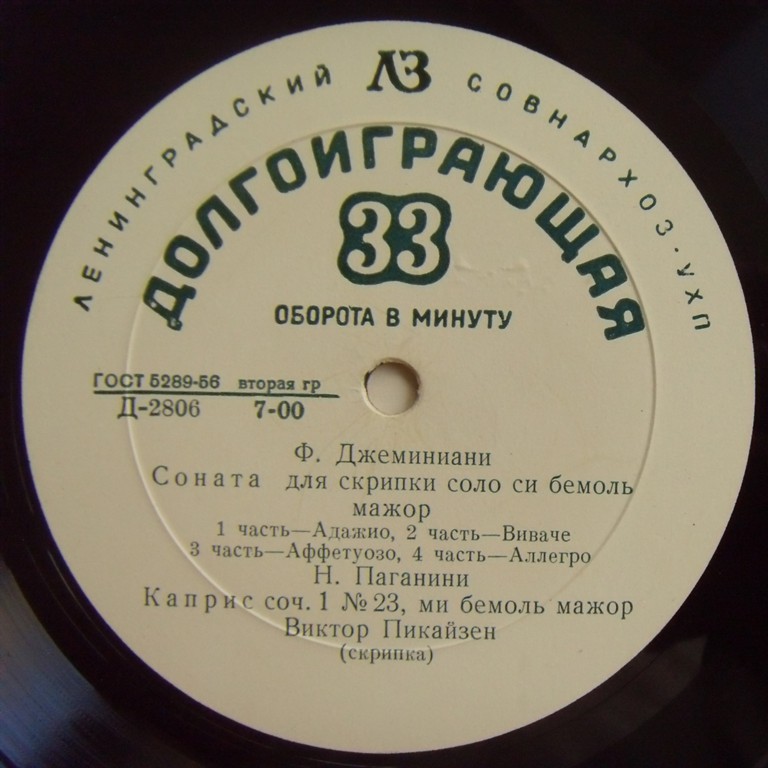 ЛЕНИНГРАДСКИЙ ЛЗ СОВНАРХОЗ·УХП
ДОЛГОИГРАЮЩАЯ
33
ОБОРОТА В МИНУТУ
ГОСТ 5289-56 вторая гр
Д-2806 7-00
Ф. Джеминиани
Соната для скрипки соло си бемоль
мажор
1 часть—Адажио, 2 часть—Виваче
3 часть—Аффетуозо, 4 часть—Аллегро
Н. Паганини
Каприс соч. 1 № 23, ми бемоль мажор
Виктор Пикайзен
(скрипка)